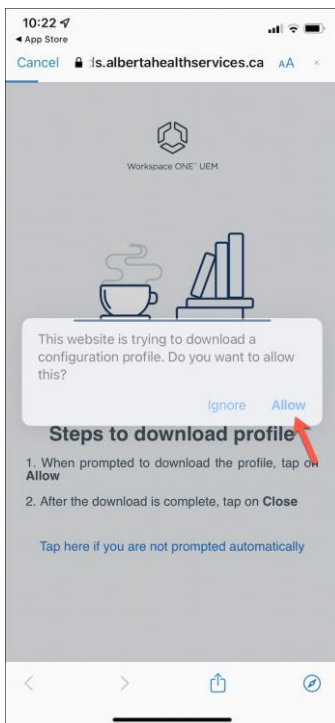 10:22
◀ App Store
Cancel ls.albertahealthservices.ca AA ×
Workspace ONE™ UEM
This website is trying to download a
configuration profile. Do you want to allow
this?
Ignore Allow
Steps to download profile
1. When prompted to download the profile, tap on
Allow
2. After the download is complete, tap on Close
Tap here if you are not prompted automatically